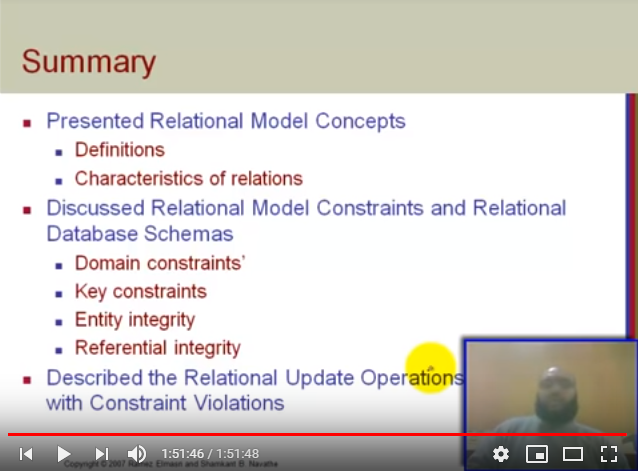 Summary
Presented Relational Model Concepts
Definitions
Characteristics of relations
Discussed Relational Model Constraints and Relational
Database Schemas
Domain constraints'
Key constraints
Entity integrity
Referential integrity
Described the Relational Update Operations
with Constraint Violations
1:51:46 / 1:51:48
Copyright © 2007 Ramez Elmasri and Shamkant B. Navathe